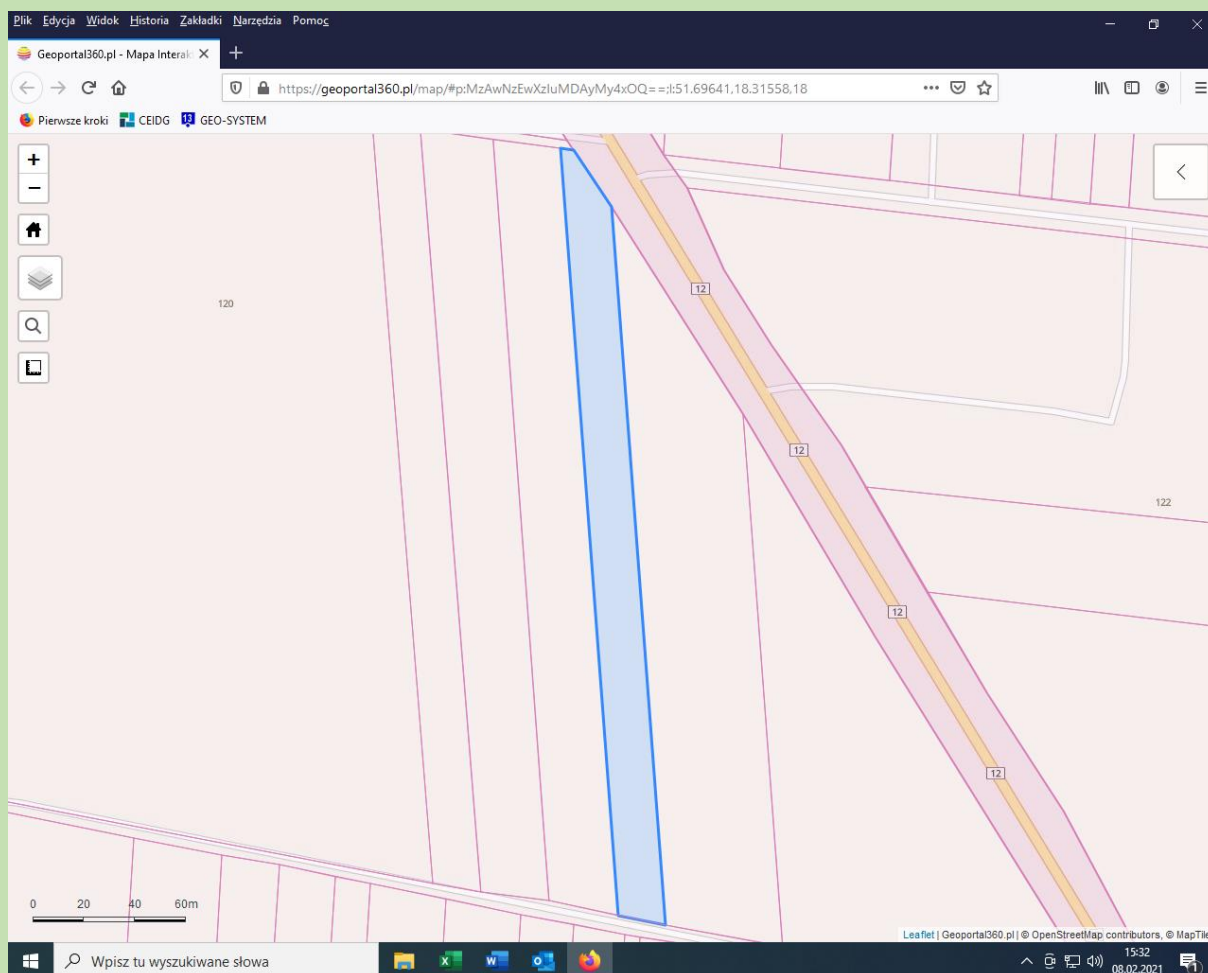 Plik Edycja Widok Historia Zakładki Narzędzia Pomoc
Geoportal360.pl - Mapa Interak
https://geoportal360.pl/map/#p:MzAwNzEwXzIuMDAyMy4xOQ==;l:51.69641,18.31558,18
Pierwsze kroki CEIDG 13 GEO-SYSTEM
+
−
12
120
12
122
12
12
0 20 40 60m
Leaflet | Geoportal360.pl | © OpenStreetMap contributors, © MapTile
Wpisz tu wyszukiwane słowa
15:32
08.02.2021
1